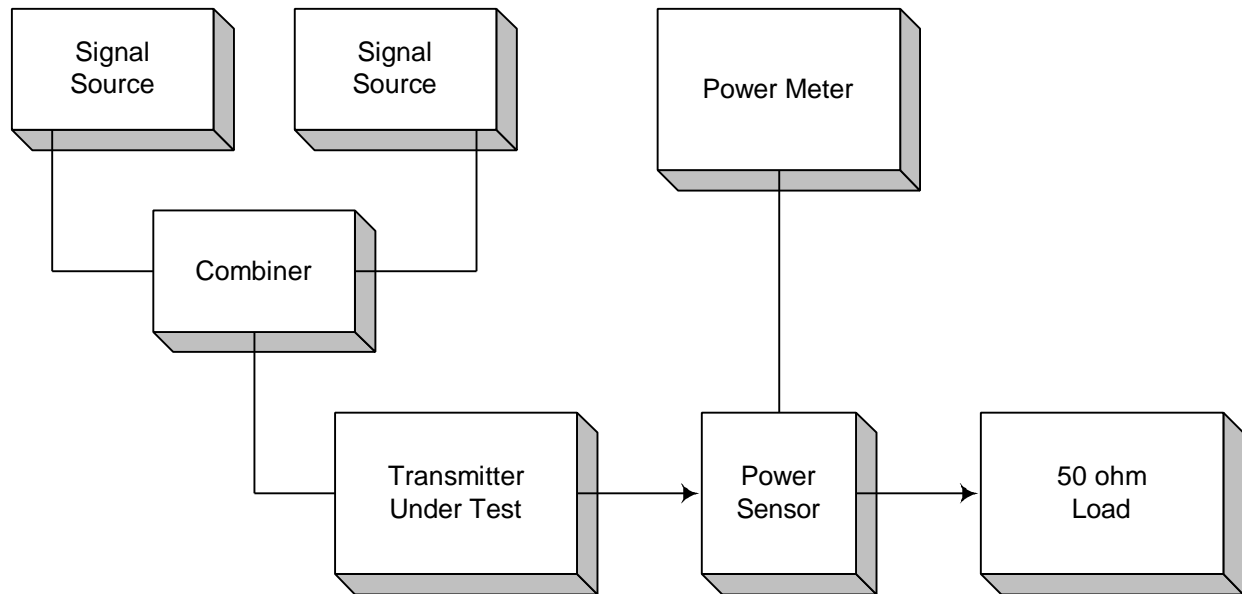 Signal
Source
Signal
Source
Power Meter
Combiner
Transmitter
Under Test
Power
Sensor
50 ohm
Load